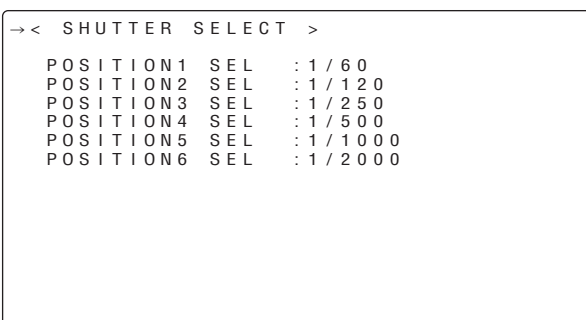 →< SHUTTER SELECT >
POSITION1 SEL :1/60
POSITION2 SEL :1/120
POSITION3 SEL :1/250
POSITION4 SEL :1/500
POSITION5 SEL :1/1000
POSITION6 SEL :1/2000